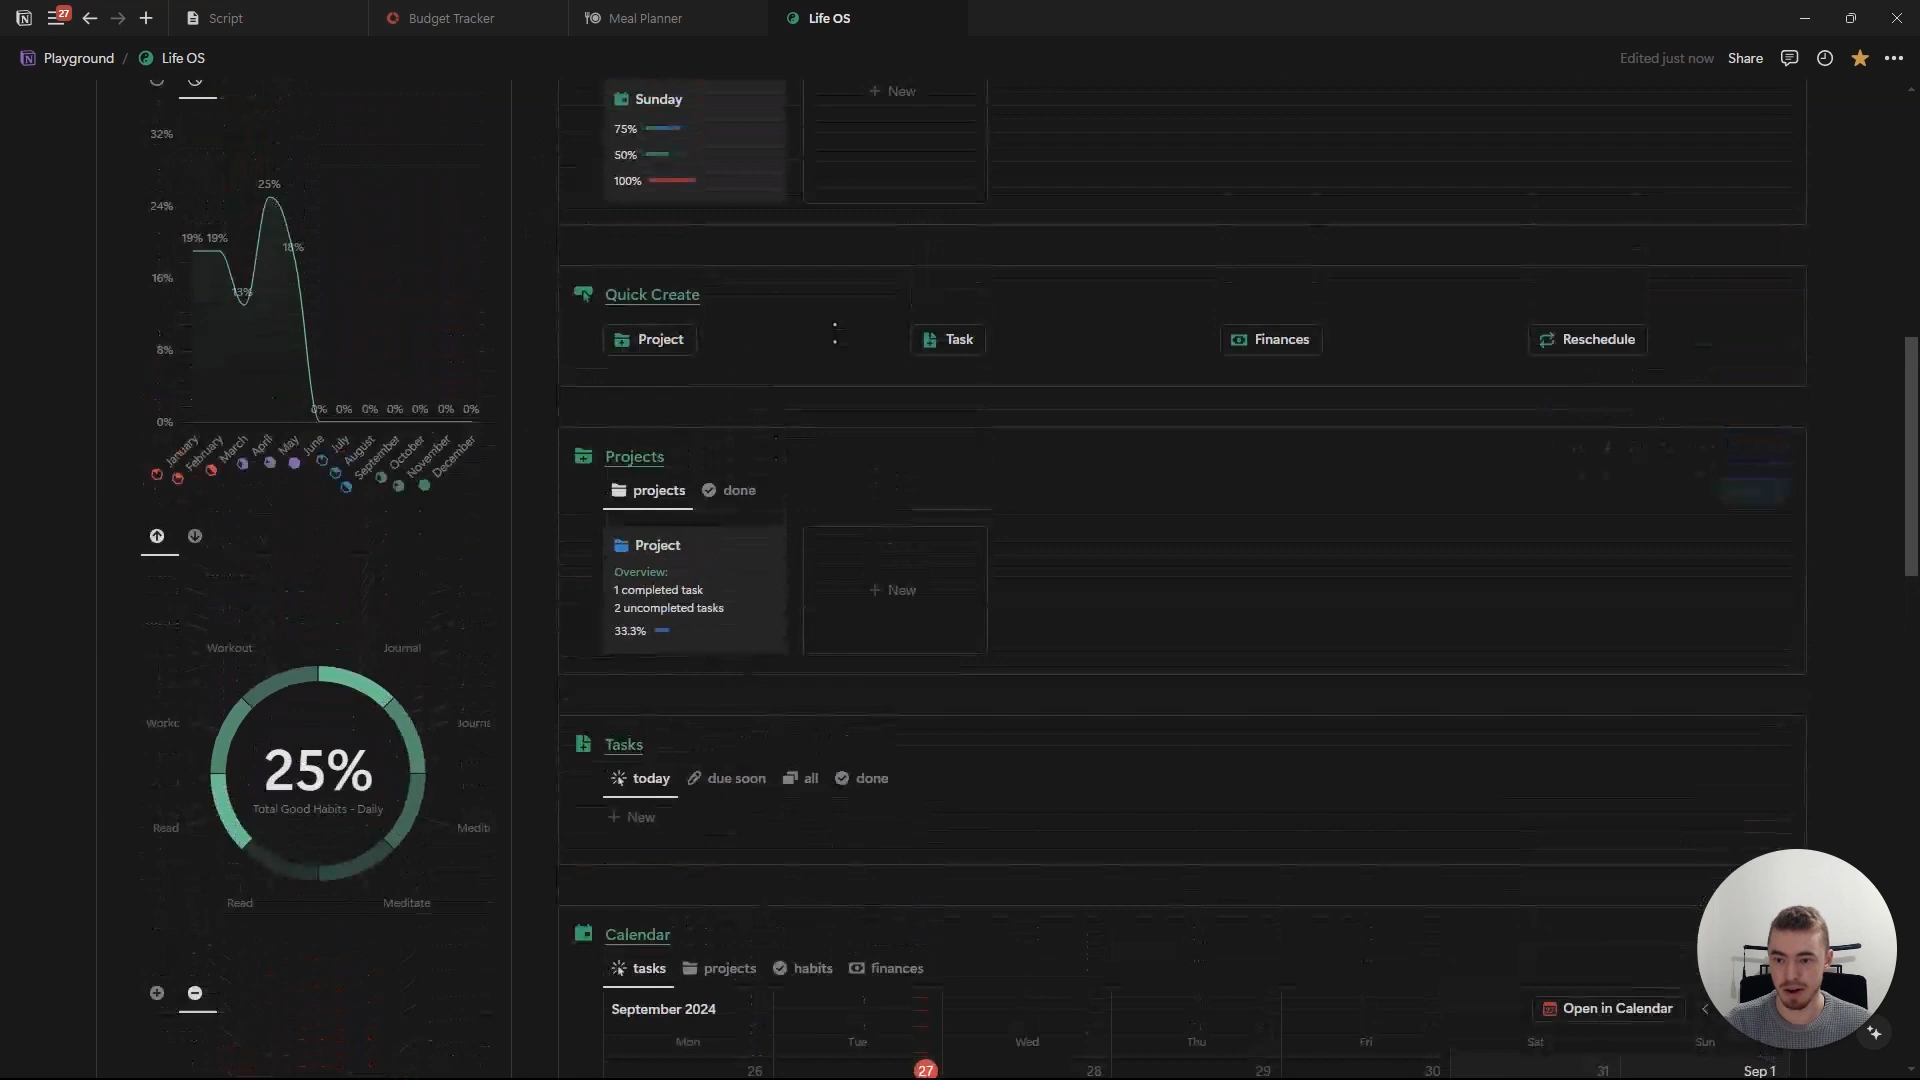 27
Script
Budget Tracker
Meal Planner
Life OS
Playground / Life OS
Edited just now
Share
32%
24%
16%
8%
0%
25%
19% 19%
18%
13%
0% 0% 0% 0% 0% 0% 0%
January
February
March
April
May
June
July
August
September
October
November
December
Workout
Journal
Read
Medit
25%
Total Good Habits - Daily
Read
Meditate
Sunday
75%
50%
100%
+ New
Quick Create
Project
Task
Finances
Reschedule
Projects
projects
done
Project
Overview:
1 completed task
2 uncompleted tasks
33.3%
+ New
Tasks
today
due soon
all
done
+ New
Calendar
tasks
projects
habits
finances
September 2024
Open in Calendar
Mon
Tue
Wed
Thu
Fri
Sat
Sun
26
27
28
29
30
31
Sep 1